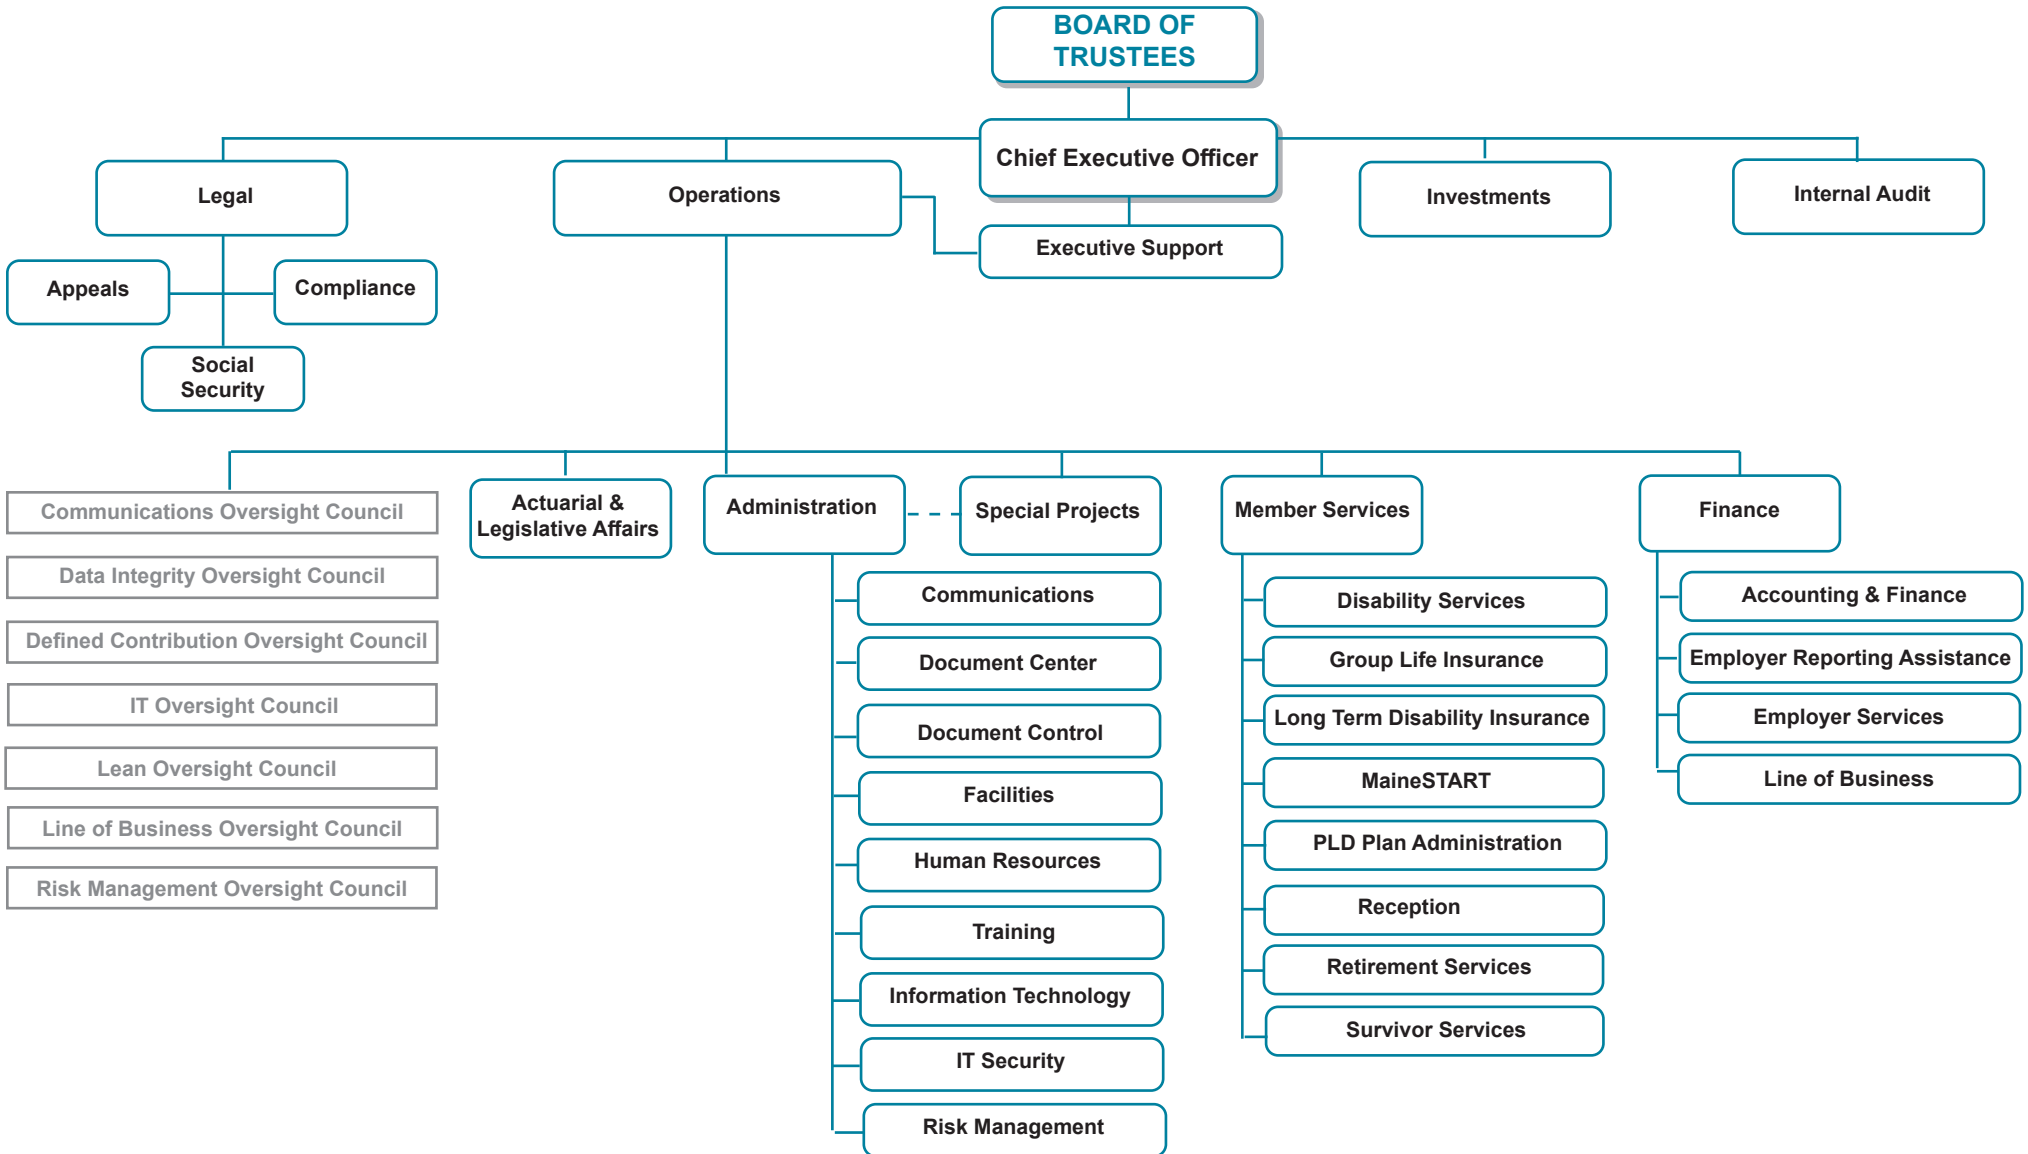 BOARD OF
TRUSTEES
Chief Executive Officer
Legal
Operations
Investments
Internal Audit
Executive Support
Appeals
Compliance
Social
Security
Communications Oversight Council
Data Integrity Oversight Council
Defined Contribution Oversight Council
IT Oversight Council
Lean Oversight Council
Line of Business Oversight Council
Risk Management Oversight Council
Actuarial &
Legislative Affairs
Administration
Special Projects
Member Services
Finance
Communications
Document Center
Document Control
Facilities
Human Resources
Training
Information Technology
IT Security
Risk Management
Disability Services
Group Life Insurance
Long Term Disability Insurance
MaineSTART
PLD Plan Administration
Reception
Retirement Services
Survivor Services
Accounting & Finance
Employer Reporting Assistance
Employer Services
Line of Business